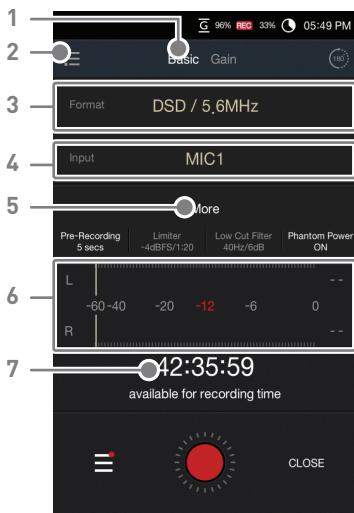 1
2
3
4
5
6
7
G 96% REC 33% 05:49 PM
Basic Gain 180
Format DSD / 5.6MHz
Input MIC1
More
Pre-Recording 5 secs
Limiter -4dBFS/1:20
Low Cut Filter 40Hz/6dB
Phantom Power ON
L --
-60 -40 -20 -12 -6 0
R --
42:35:59
available for recording time
CLOSE